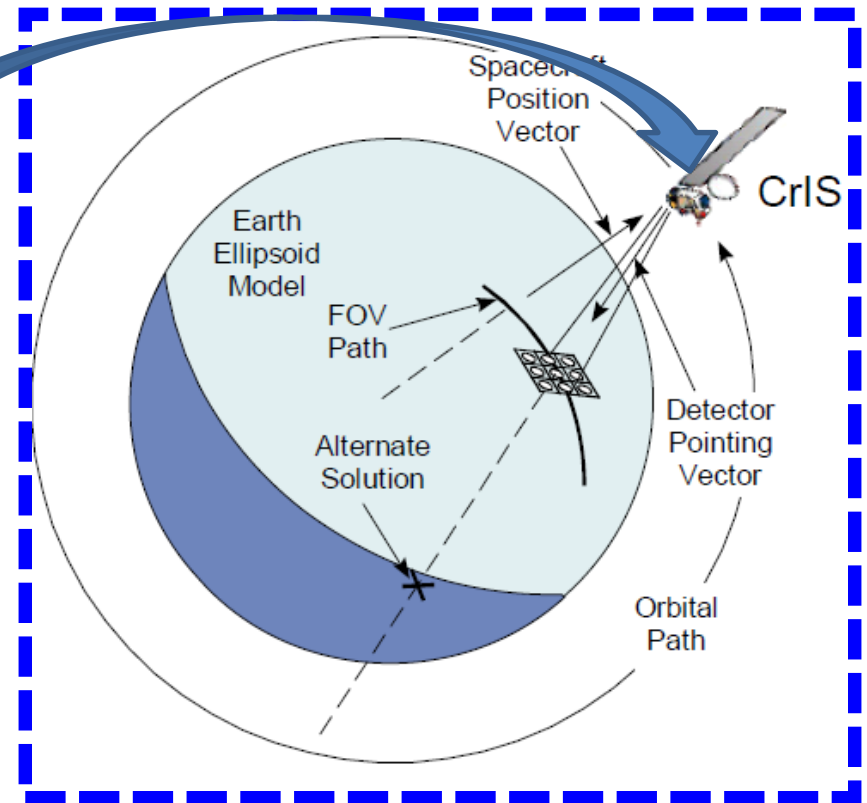 Spacecraft
Position
Vector
CrIS
Earth
Ellipsoid
Model
FOV
Path
Detector
Pointing
Vector
Alternate
Solution
Orbital
Path